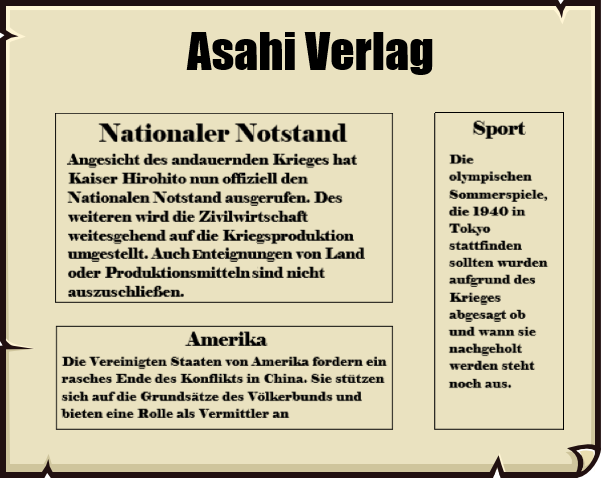 Asahi Verlag
Nationaler Notstand
Angesicht des andauernden Krieges hat
Kaiser Hirohito nun offiziell den
Nationalen Notstand ausgerufen. Des
weiteren wird die Zivilwirtschaft
weitesgehend auf die Kriegsproduktion
umgestellt. Auch Enteignungen von Land
oder Produktionsmitteln sind nicht
auszuschließen.
Amerika
Die Vereinigten Staaten von Amerika fordern ein
rasches Ende des Konflikts in China. Sie stützen
sich auf die Grundsätze des Völkerbunds und
bieten eine Rolle als Vermittler an
Sport
Die
olympischen
Sommerspiele,
die 1940 in
Tokyo
stattfinden
sollten wurden
aufgrund des
Krieges
abgesagt ob
und wann sie
nachgeholt
werden steht
noch aus.